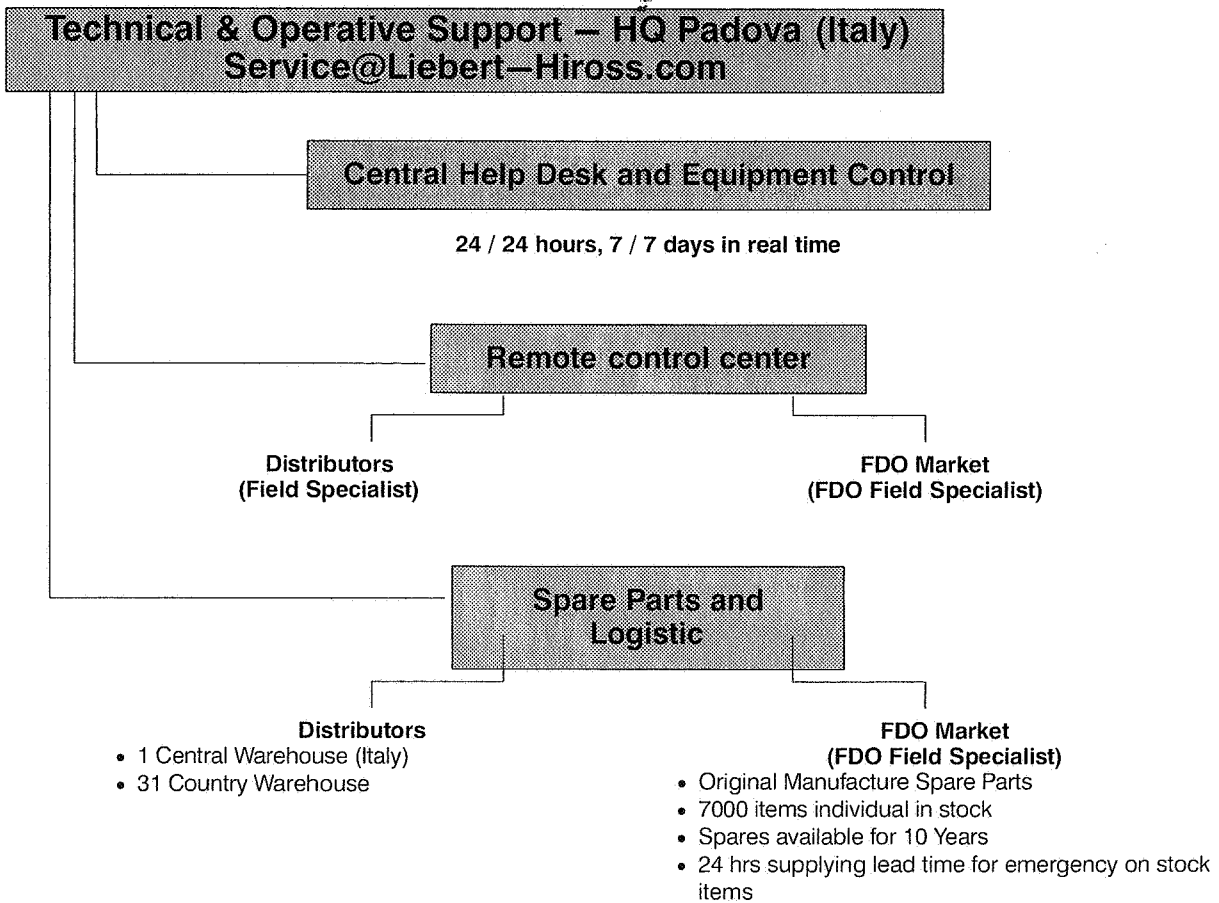 Technical & Operative Support – HQ Padova (Italy)
Service@Liebert–Hiross.com
Central Help Desk and Equipment Control
24 / 24 hours, 7 / 7 days in real time
Remote control center
Distributors
(Field Specialist)
FDO Market
(FDO Field Specialist)
Spare Parts and
Logistic
Distributors
• 1 Central Warehouse (Italy)
• 31 Country Warehouse
FDO Market
(FDO Field Specialist)
• Original Manufacture Spare Parts
• 7000 items individual in stock
• Spares available for 10 Years
• 24 hrs supplying lead time for emergency on stock
items